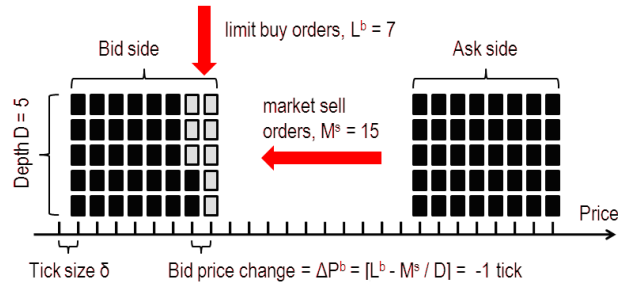 limit buy orders, Lᵇ = 7
Bid side
Ask side
market sell
orders, Mˢ = 15
Depth D = 5
Price
Tick size δ
Bid price change = ΔPᵇ = ⌈Lᵇ - Mˢ / D⌉ = -1 tick